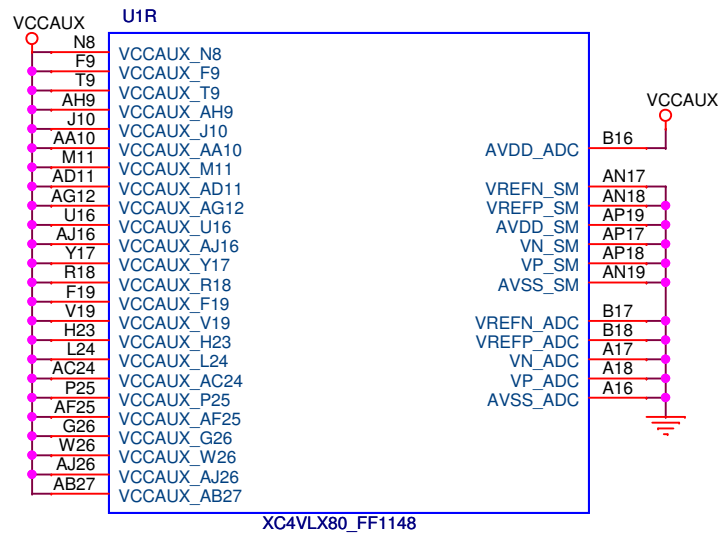 VCCAUX
U1R
N8 VCCAUX_N8
F9 VCCAUX_F9
T9 VCCAUX_T9
AH9 VCCAUX_AH9
J10 VCCAUX_J10
AA10 VCCAUX_AA10
M11 VCCAUX_M11
AD11 VCCAUX_AD11
AG12 VCCAUX_AG12
U16 VCCAUX_U16
AJ16 VCCAUX_AJ16
Y17 VCCAUX_Y17
R18 VCCAUX_R18
F19 VCCAUX_F19
V19 VCCAUX_V19
H23 VCCAUX_H23
L24 VCCAUX_L24
AC24 VCCAUX_AC24
P25 VCCAUX_P25
AF25 VCCAUX_AF25
G26 VCCAUX_G26
W26 VCCAUX_W26
AJ26 VCCAUX_AJ26
AB27 VCCAUX_AB27
VCCAUX
AVDD_ADC B16
VREFN_SM AN17
VREFP_SM AN18
AVDD_SM AP19
VN_SM AP17
VP_SM AP18
AVSS_SM AN19
VREFN_ADC B17
VREFP_ADC B18
VN_ADC A17
VP_ADC A18
AVSS_ADC A16
XC4VLX80_FF1148